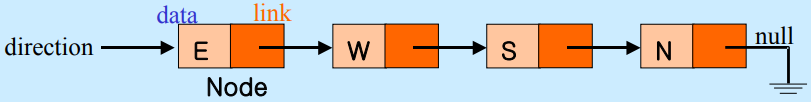 data link
direction E W S N null
Node